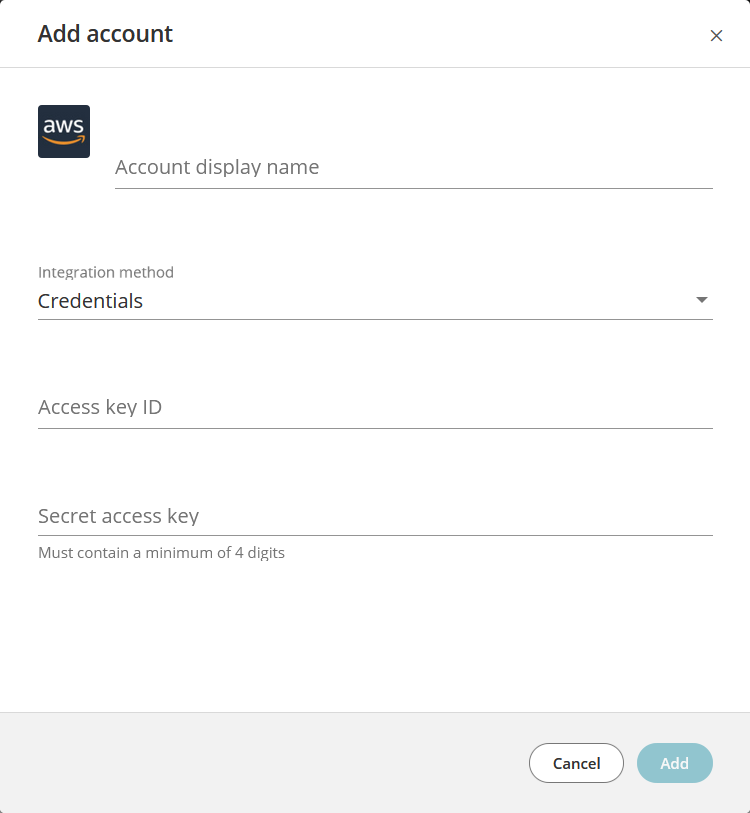 Add account
aws
Account display name
Integration method
Credentials
Access key ID
Secret access key
Must contain a minimum of 4 digits
Cancel
Add